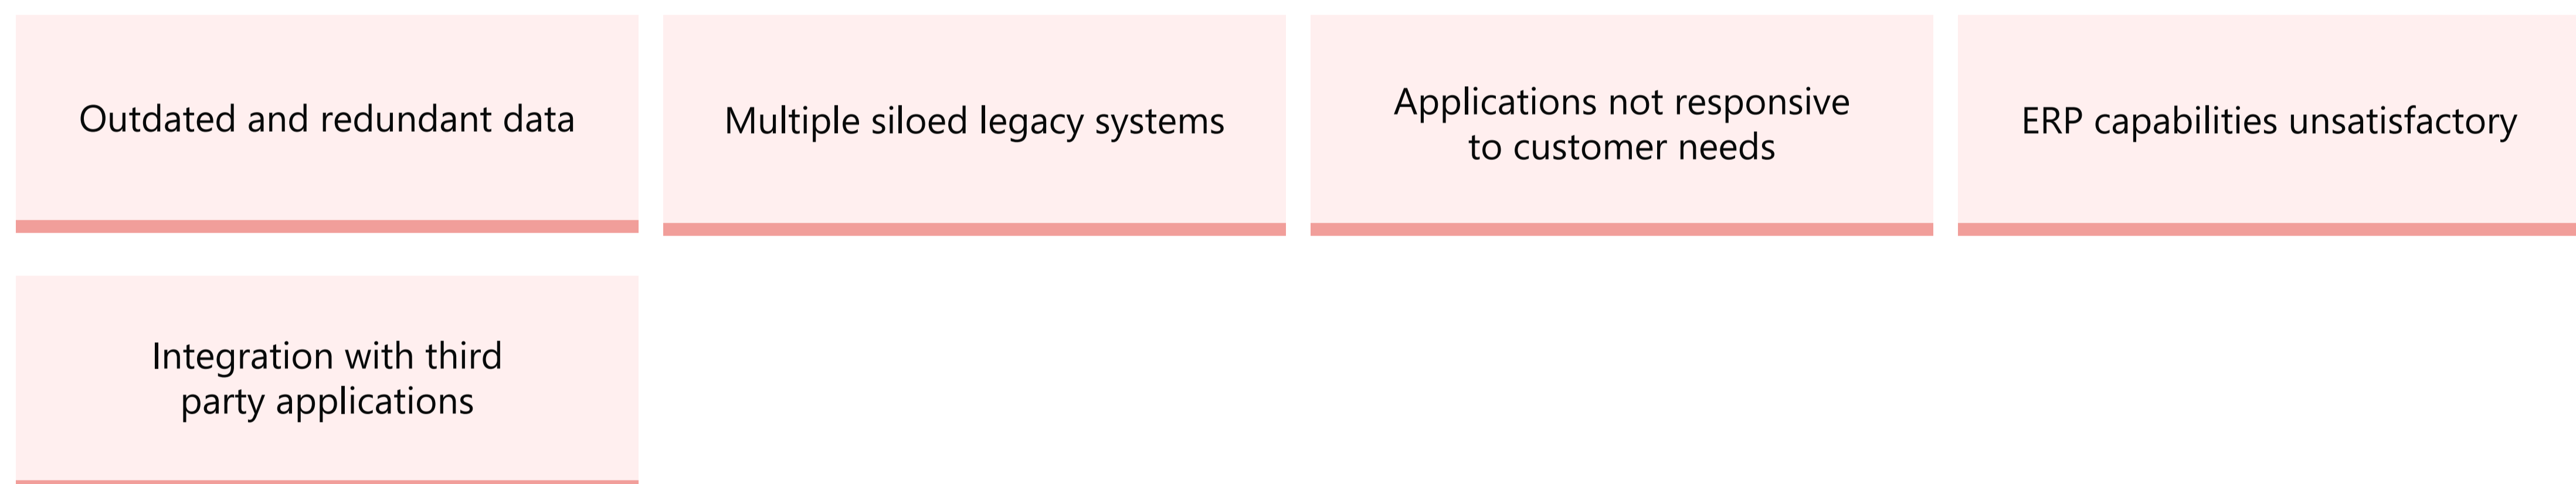 Outdated and redundant data
Multiple siloed legacy systems
Applications not responsive
to customer needs
ERP capabilities unsatisfactory
Integration with third
party applications